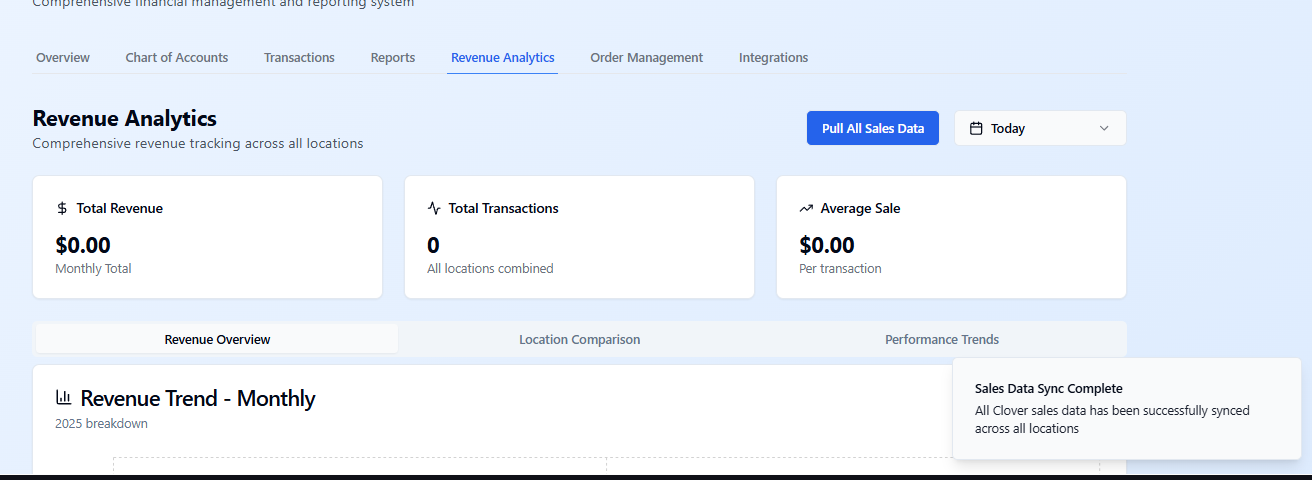 Comprehensive financial management and reporting system
Overview Chart of Accounts Transactions Reports Revenue Analytics Order Management Integrations
Revenue Analytics
Comprehensive revenue tracking across all locations
Pull All Sales Data
Today
Total Revenue
$0.00
Monthly Total
Total Transactions
0
All locations combined
Average Sale
$0.00
Per transaction
Revenue Overview Location Comparison Performance Trends
Revenue Trend - Monthly
2025 breakdown
Sales Data Sync Complete
All Clover sales data has been successfully synced
across all locations